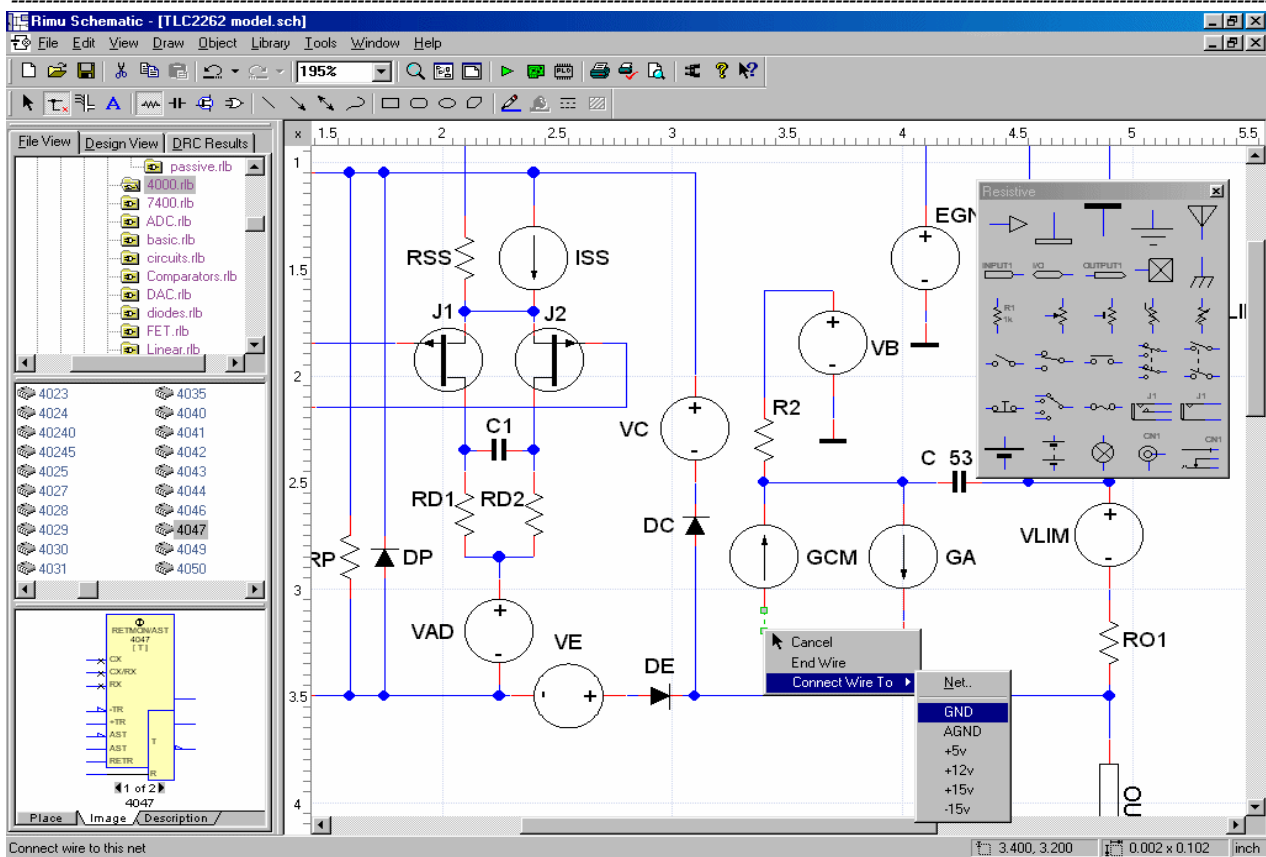 Rimu Schematic - [TLC2262 model.sch]
File Edit View Draw Object Library Tools Window Help
195%
File View Design View DRC Results
passive.rlb
4000.rlb
7400.rlb
ADC.rlb
basic.rlb
circuits.rlb
Comparators.rlb
DAC.rlb
diodes.rlb
FET.rlb
Linear.rlb
4023 4035
4024 4040
40240 4041
40245 4042
4025 4043
4027 4044
4028 4046
4029 4047
4030 4049
4031 4050
RETMON/AST
4047
[T]
CX
CX/RX
RX
-TR
+TR
AST
AST
RETR
T
R
1 of 2
4047
Place Image Description
x 1.5 2 2.5 3 3.5 4 4.5 5 5.5
1
1.5
2
2.5
3
3.5
4
RSS ISS
J1 J2
C1
RD1 RD2
RP DP
VAD VE
DE
VC
DC
VB
R2
EGN
C 53
GCM GA
VLIM
RO1
OU
Resistive
INPUT1 I/O OUTPUT1
R1
1k
J1 J1
CN1 CN1
Cancel
End Wire
Connect Wire To
Net..
GND
AGND
+5v
+12v
+15v
-15v
Connect wire to this net 3.400, 3.200 0.002 x 0.102 inch